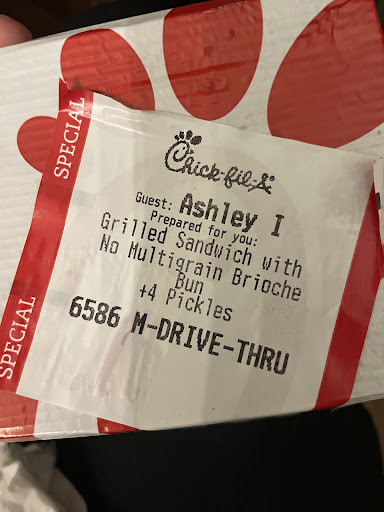 SPECIAL
SPECIAL
Chick-fil-A
Guest: Ashley I
Prepared for you:
Grilled Sandwich with
No Multigrain Brioche
Bun
+4 Pickles
6586 M-DRIVE-THRU